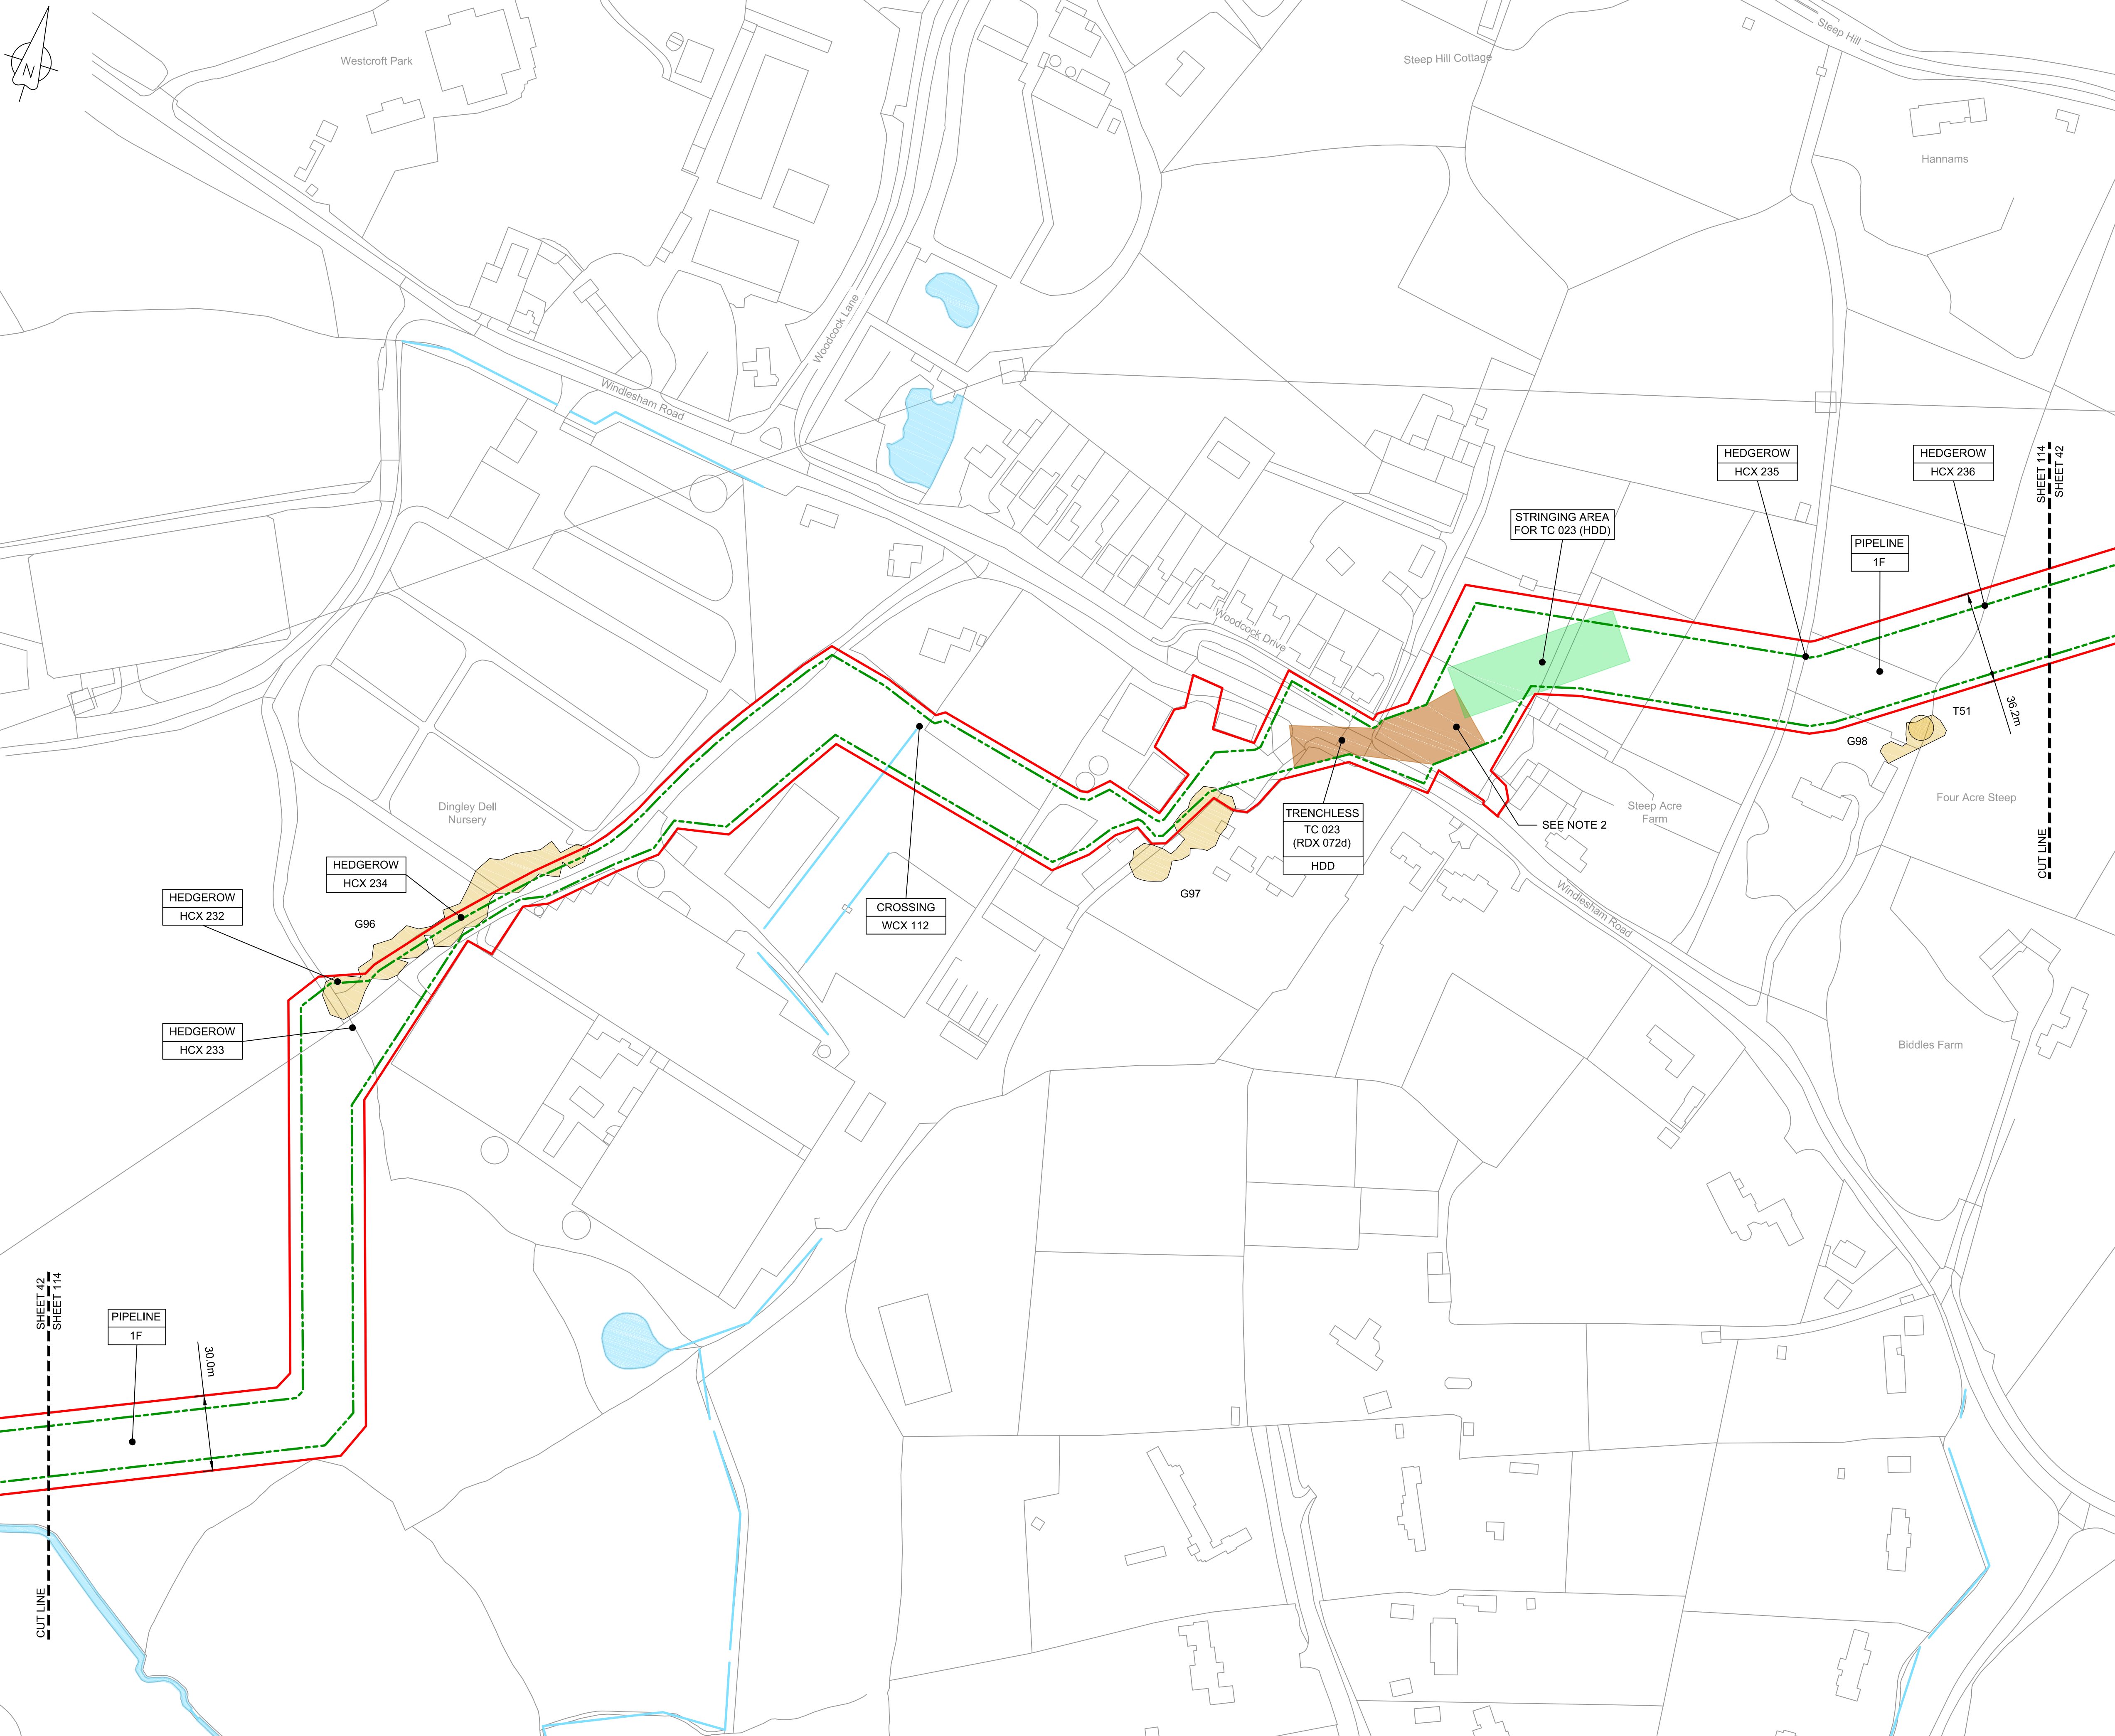 N
Westcroft Park
Steep Hill Cottage
Steep Hill
Hannams
Woodcock Lane
Windlesham Road
HEDGEROW
HCX 235
HEDGEROW
HCX 236
SHEET 114
SHEET 42
STRINGING AREA
FOR TC 023 (HDD)
PIPELINE
1F
Woodcock Drive
36.2m
T51
G98
Four Acre Steep
Dingley Dell
Nursery
TRENCHLESS
TC 023
(RDX 072d)
HDD
SEE NOTE 2
Steep Acre
Farm
CUT LINE
HEDGEROW
HCX 234
HEDGEROW
HCX 232
G96
CROSSING
WCX 112
G97
Windlesham Road
HEDGEROW
HCX 233
Biddles Farm
SHEET 42
SHEET 114
PIPELINE
1F
30.0m
CUT LINE